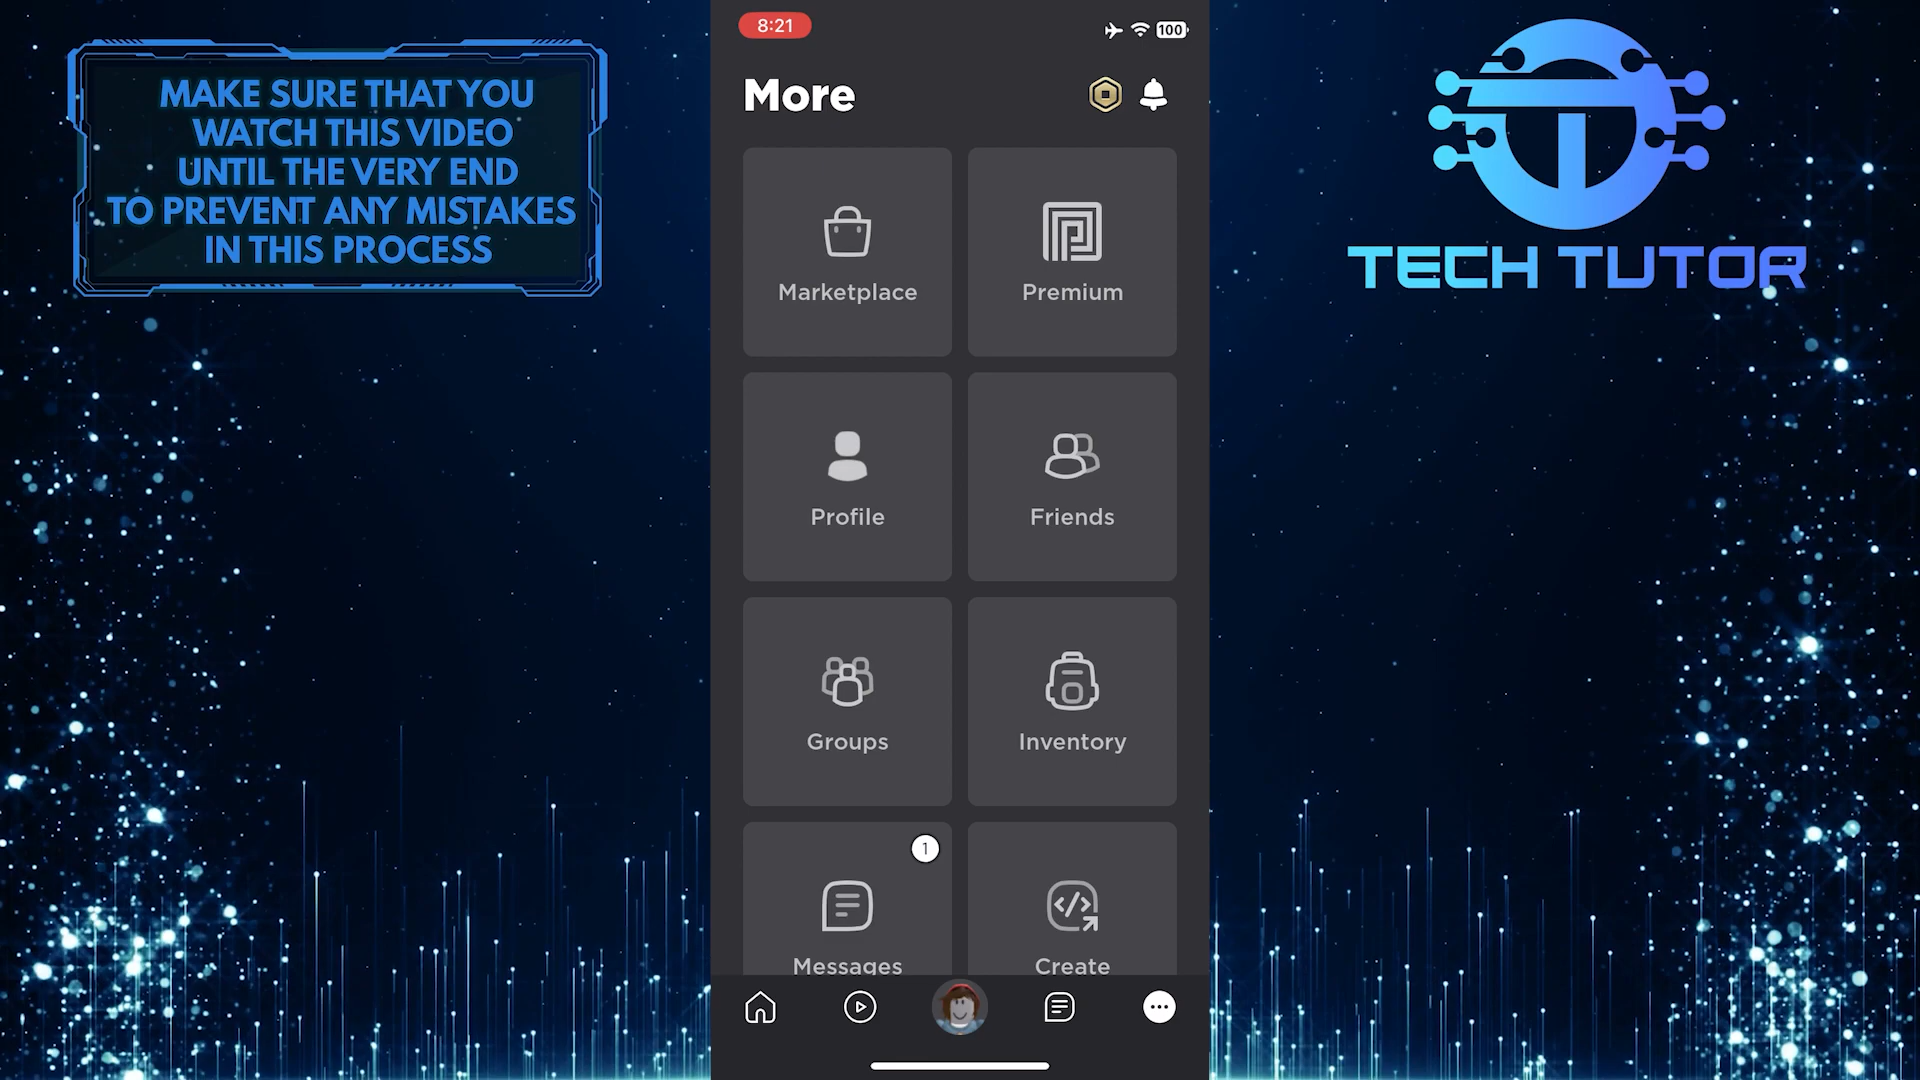 MAKE SURE THAT YOU
WATCH THIS VIDEO
UNTIL THE VERY END
TO PREVENT ANY MISTAKES
IN THIS PROCESS
8:21
100
More
Marketplace
Premium
Profile
Friends
Groups
Inventory
1
Messages
Create
TECH TUTOR